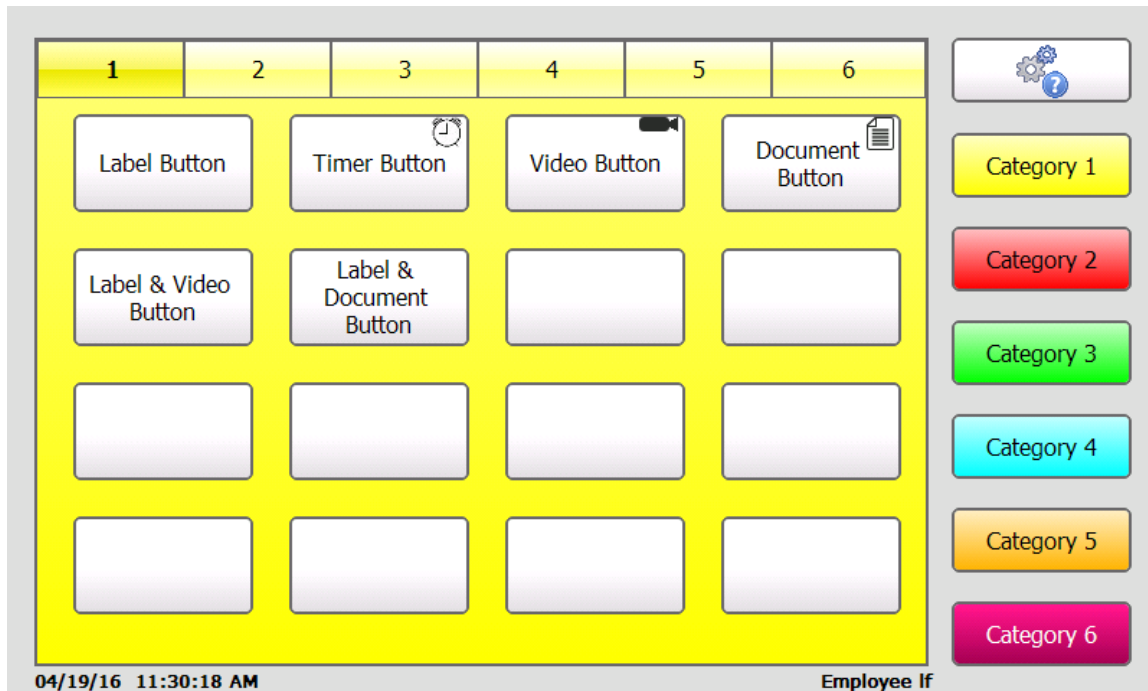 1 2 3 4 5 6
Label Button
Timer Button
Video Button
Document
Button
Label & Video
Button
Label &
Document
Button
?
Category 1
Category 2
Category 3
Category 4
Category 5
Category 6
04/19/16 11:30:18 AM
Employee lf